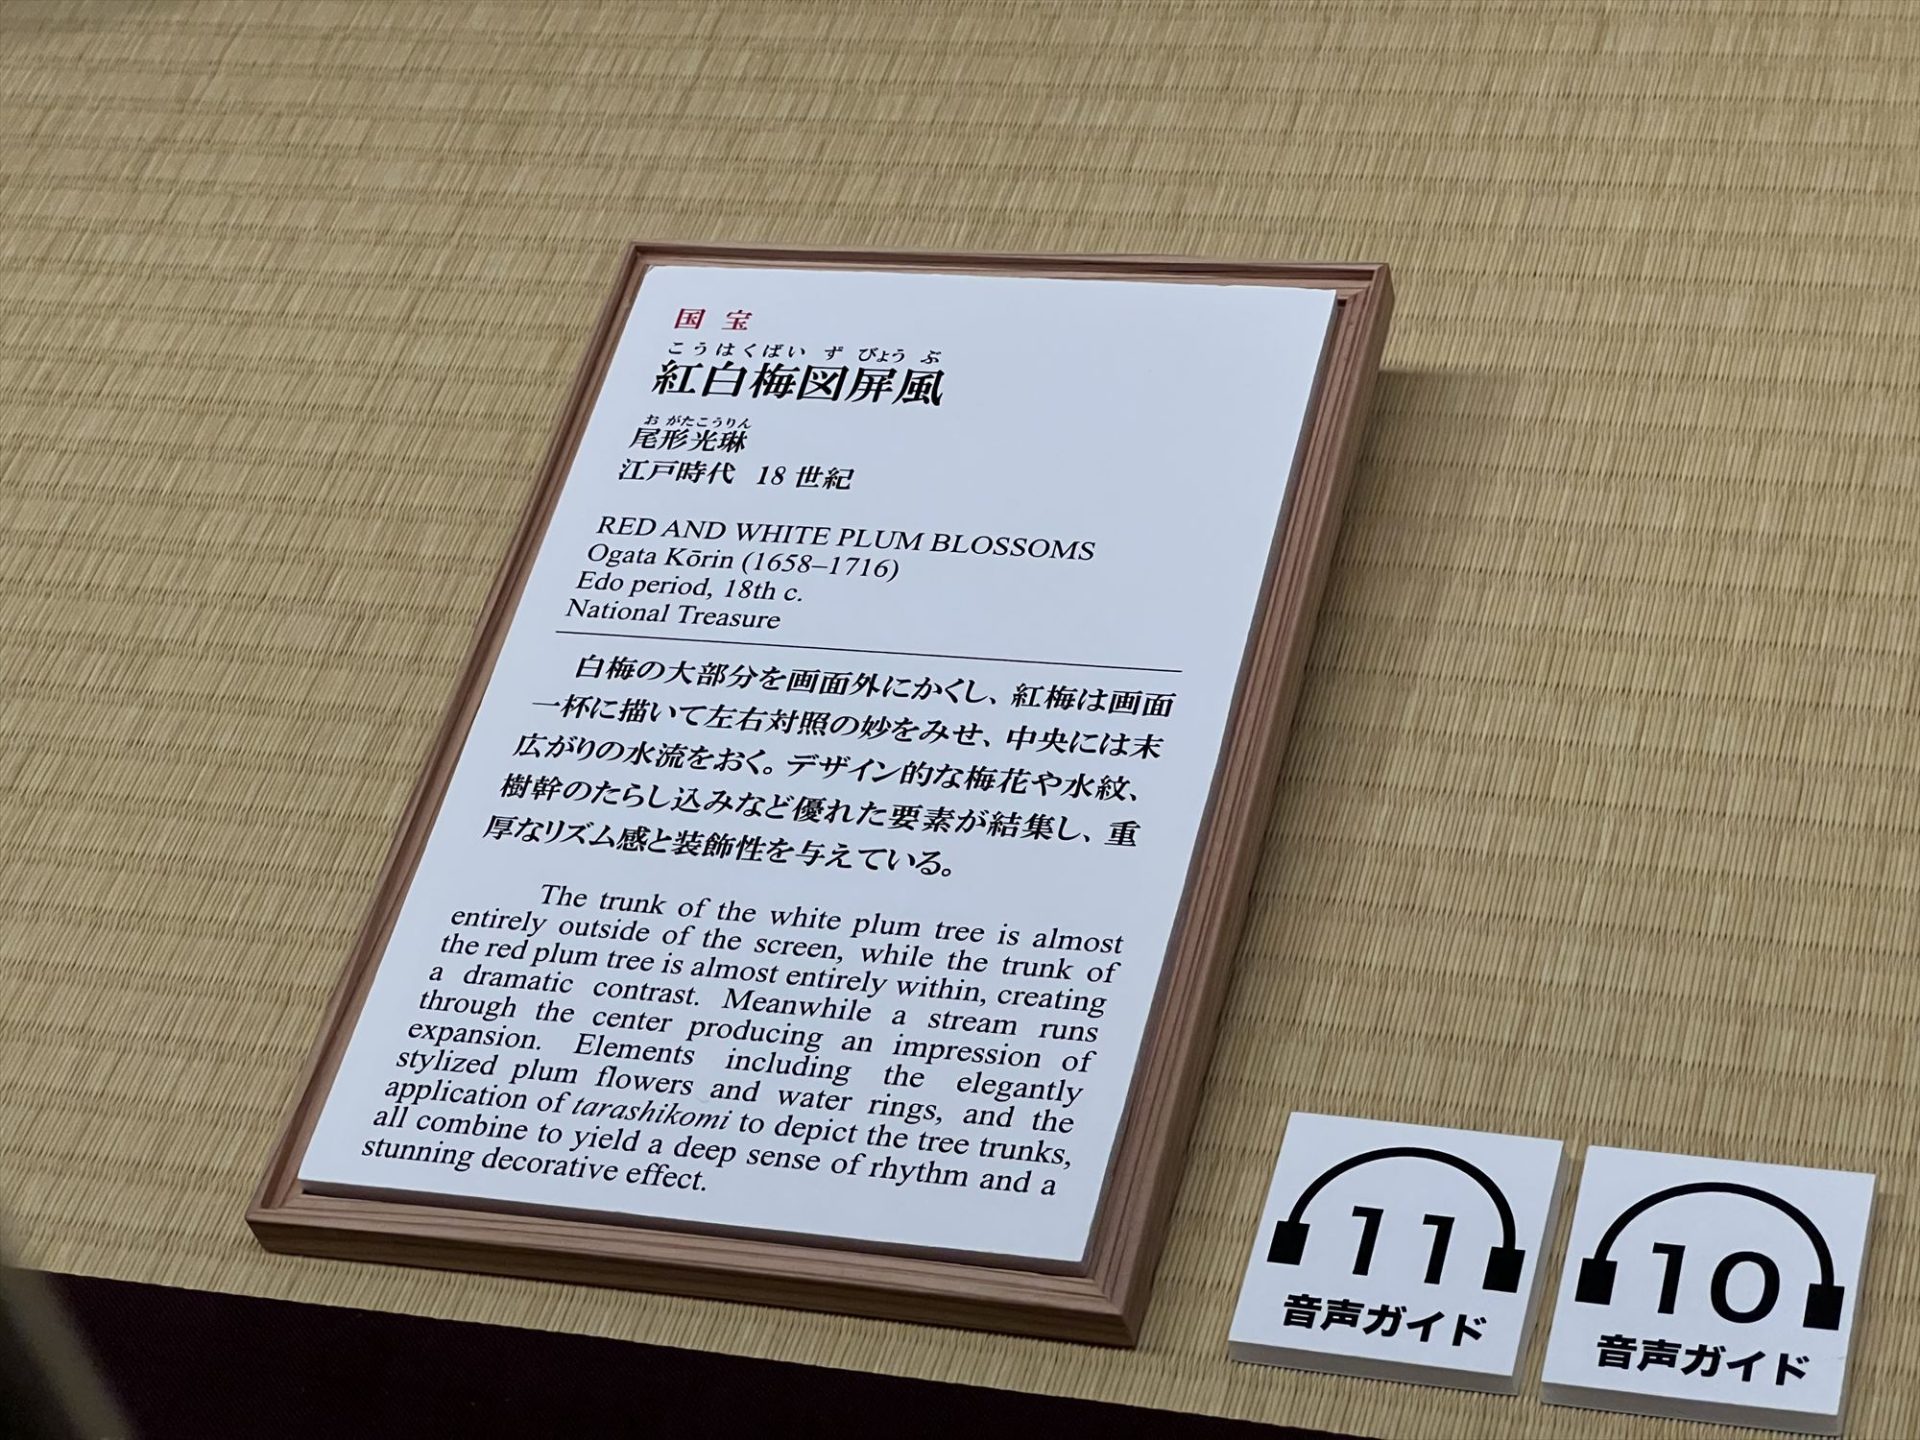 国宝
こうはくばいずびょうぶ
紅白梅図屏風
おがたこうりん
尾形光琳
江戸時代 18世紀
RED AND WHITE PLUM BLOSSOMS
Ogata Kōrin (1658–1716)
Edo period, 18th c.
National Treasure
白梅の大部分を画面外にかくし、紅梅は画面
一杯に描いて左右対照の妙をみせ、中央には末
広がりの水流をおく。デザイン的な梅花や水紋、
樹幹のたらし込みなど優れた要素が結集し、重
厚なリズム感と装飾性を与えている。
The trunk of the white plum tree is almost
entirely outside of the screen, while the trunk of
the red plum tree is almost entirely within, creating
a dramatic contrast. Meanwhile a stream runs
through the center producing an impression of
expansion. Elements including the elegantly
stylized plum flowers and water rings, and the
application of tarashikomi to depict the tree trunks,
all combine to yield a deep sense of rhythm and a
stunning decorative effect.
11
音声ガイド
10
音声ガイド